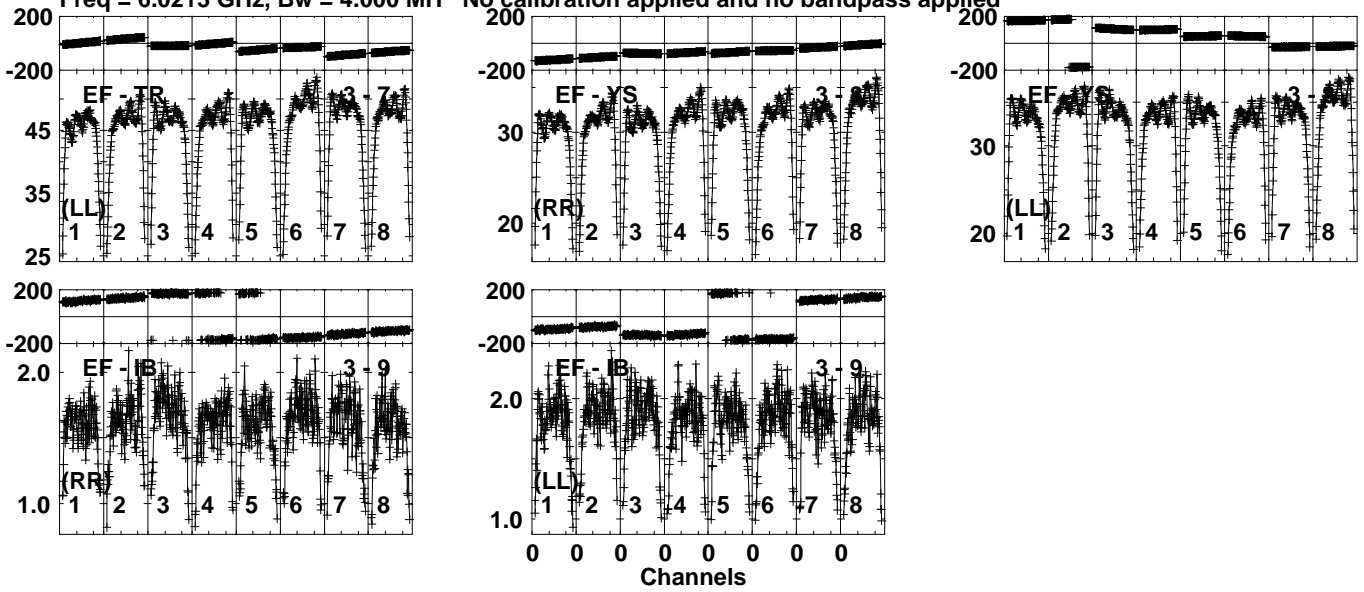 Freq = 6.0213 GHz, Bw = 4.000 MH No calibration applied and no bandpass applied
200
-200
EF - TR 3 - 7
45
35
25
(LL)
1 2 3 4 5 6 7 8
200
-200
EF - YS 3 - 8
30
20
(RR)
1 2 3 4 5 6 7 8
200
-200
EF - YS 3 -
30
20
(LL)
1 2 3 4 5 6 7 8
200
-200
EF - IB 3 - 9
2.0
1.0
(RR)
1 2 3 4 5 6 7 8
200
-200
EF - IB 3 - 9
2.0
1.0
(LL)
1 2 3 4 5 6 7 8
0 0 0 0 0 0 0 0
Channels